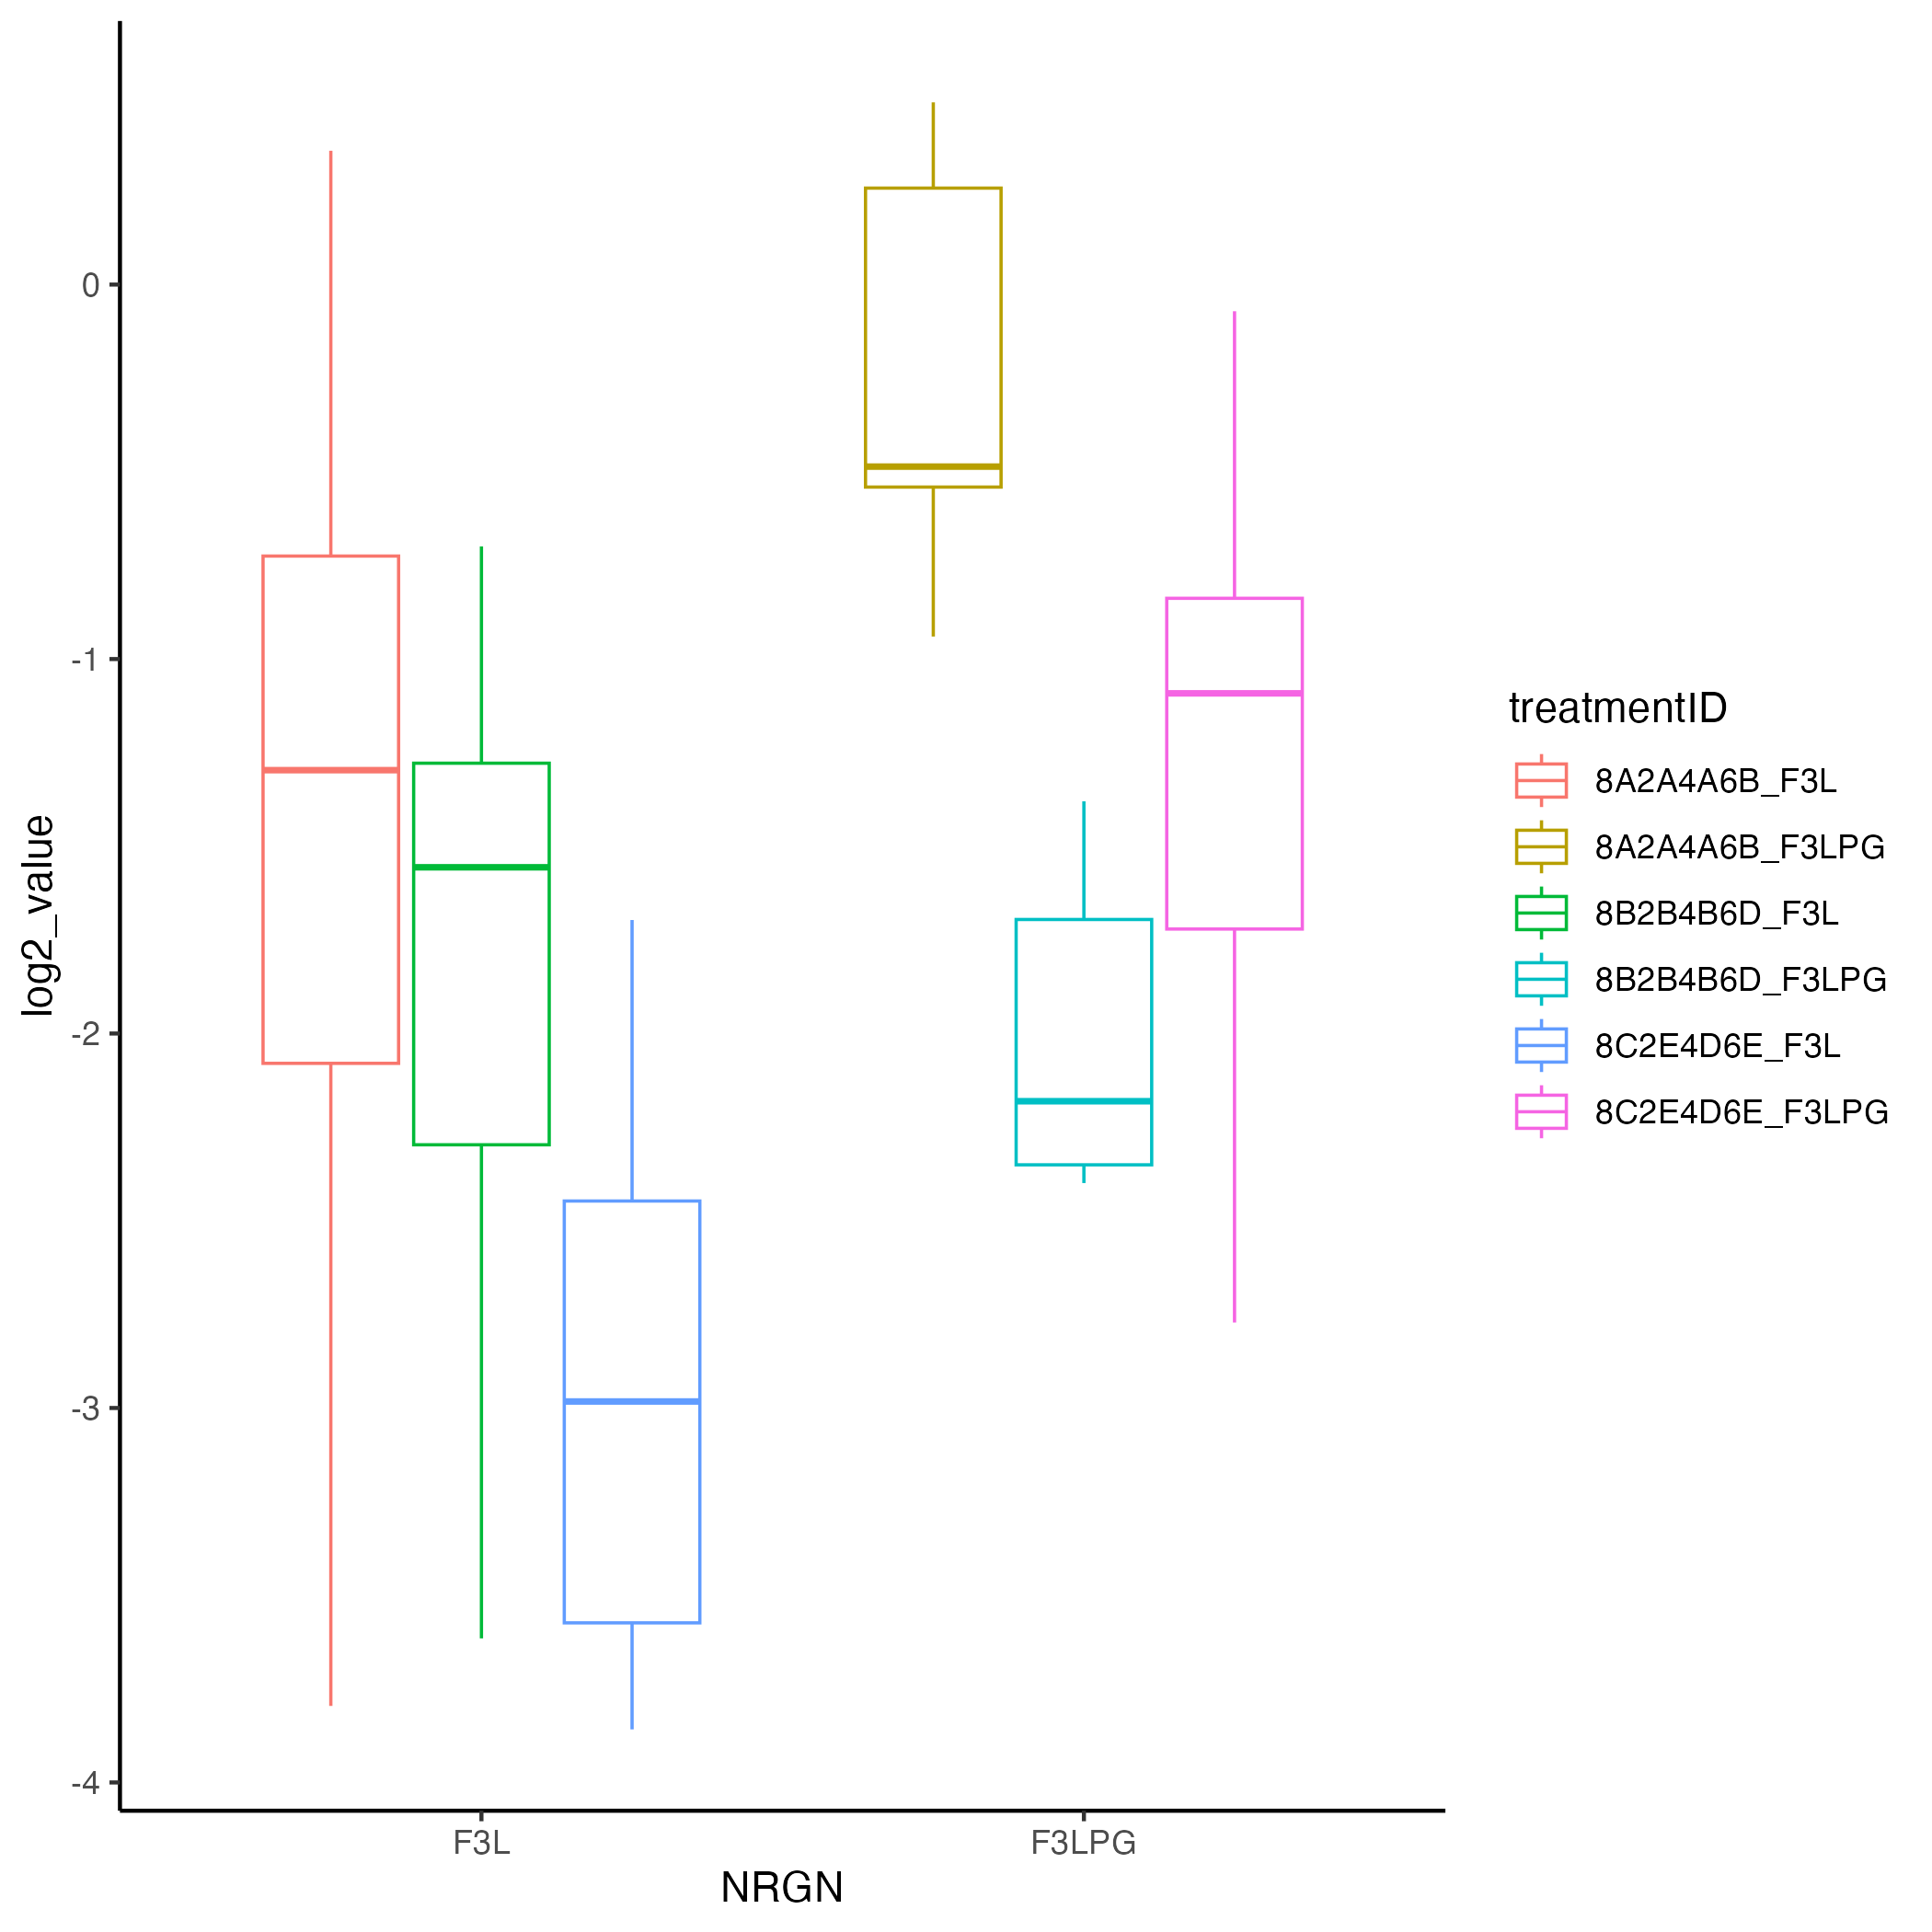 log2_value
0
-1
-2
-3
-4
F3L
F3LPG
NRGN
treatmentID
8A2A4A6B_F3L
8A2A4A6B_F3LPG
8B2B4B6D_F3L
8B2B4B6D_F3LPG
8C2E4D6E_F3L
8C2E4D6E_F3LPG